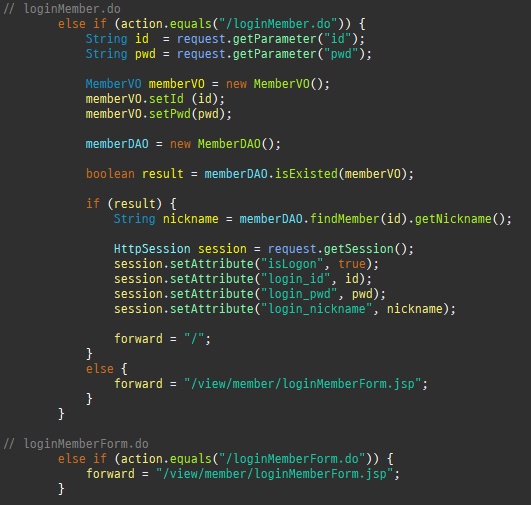 // loginMember.do
else if (action.equals("/loginMember.do")) {
String id  = request.getParameter("id");
String pwd = request.getParameter("pwd");
MemberVO memberVO = new MemberVO();
memberVO.setId (id);
memberVO.setPwd(pwd);
memberDAO = new MemberDAO();
boolean result = memberDAO.isExisted(memberVO);
if (result) {
String nickname = memberDAO.findMember(id).getNickname();
HttpSession session = request.getSession();
session.setAttribute("isLogon", true);
session.setAttribute("login_id", id);
session.setAttribute("login_pwd", pwd);
session.setAttribute("login_nickname", nickname);
forward = "/";
}
else {
forward = "/view/member/loginMemberForm.jsp";
}
}
// loginMemberForm.do
else if (action.equals("/loginMemberForm.do")) {
forward = "/view/member/loginMemberForm.jsp";
}